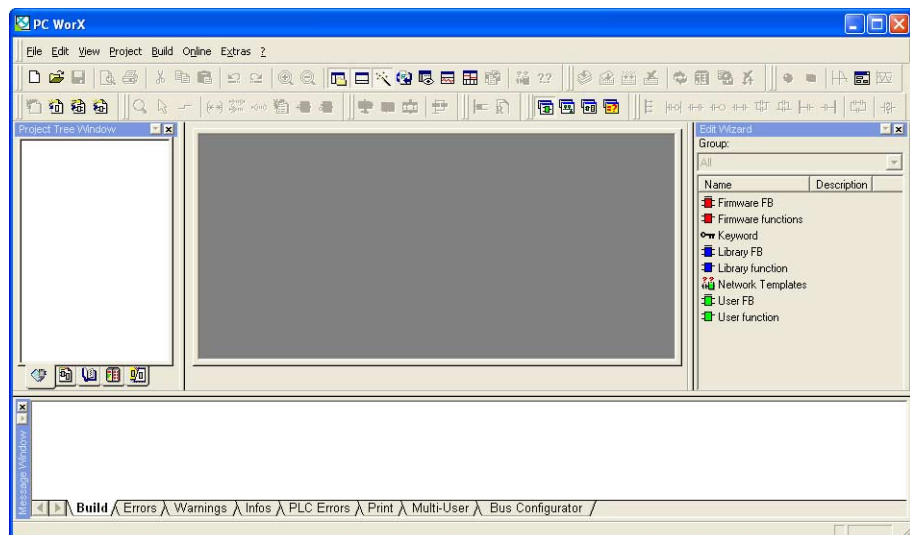 PC WorX
File Edit View Project Build Online Extras ?
Project Tree Window
Edit Wizard
Group:
All
Name Description
Firmware FB
Firmware functions
Keyword
Library FB
Library function
Network Templates
User FB
User function
Message Window
Build Errors Warnings Infos PLC Errors Print Multi-User Bus Configurator